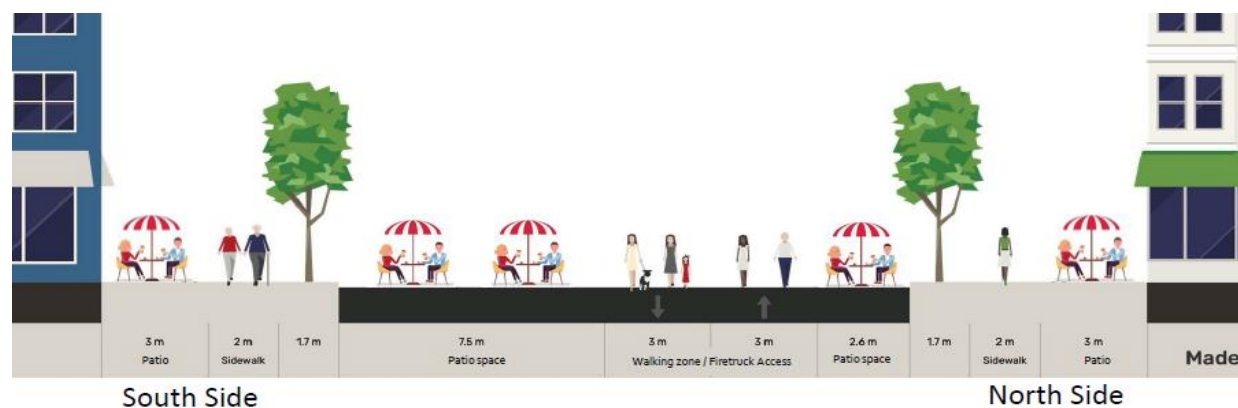 3 m
Patio
2 m
Sidewalk
1.7 m
7.5 m
Patio space
3 m
3 m
Walking zone / Firetruck Access
2.6 m
Patio space
1.7 m
2 m
Sidewalk
3 m
Patio
Made
South Side
North Side